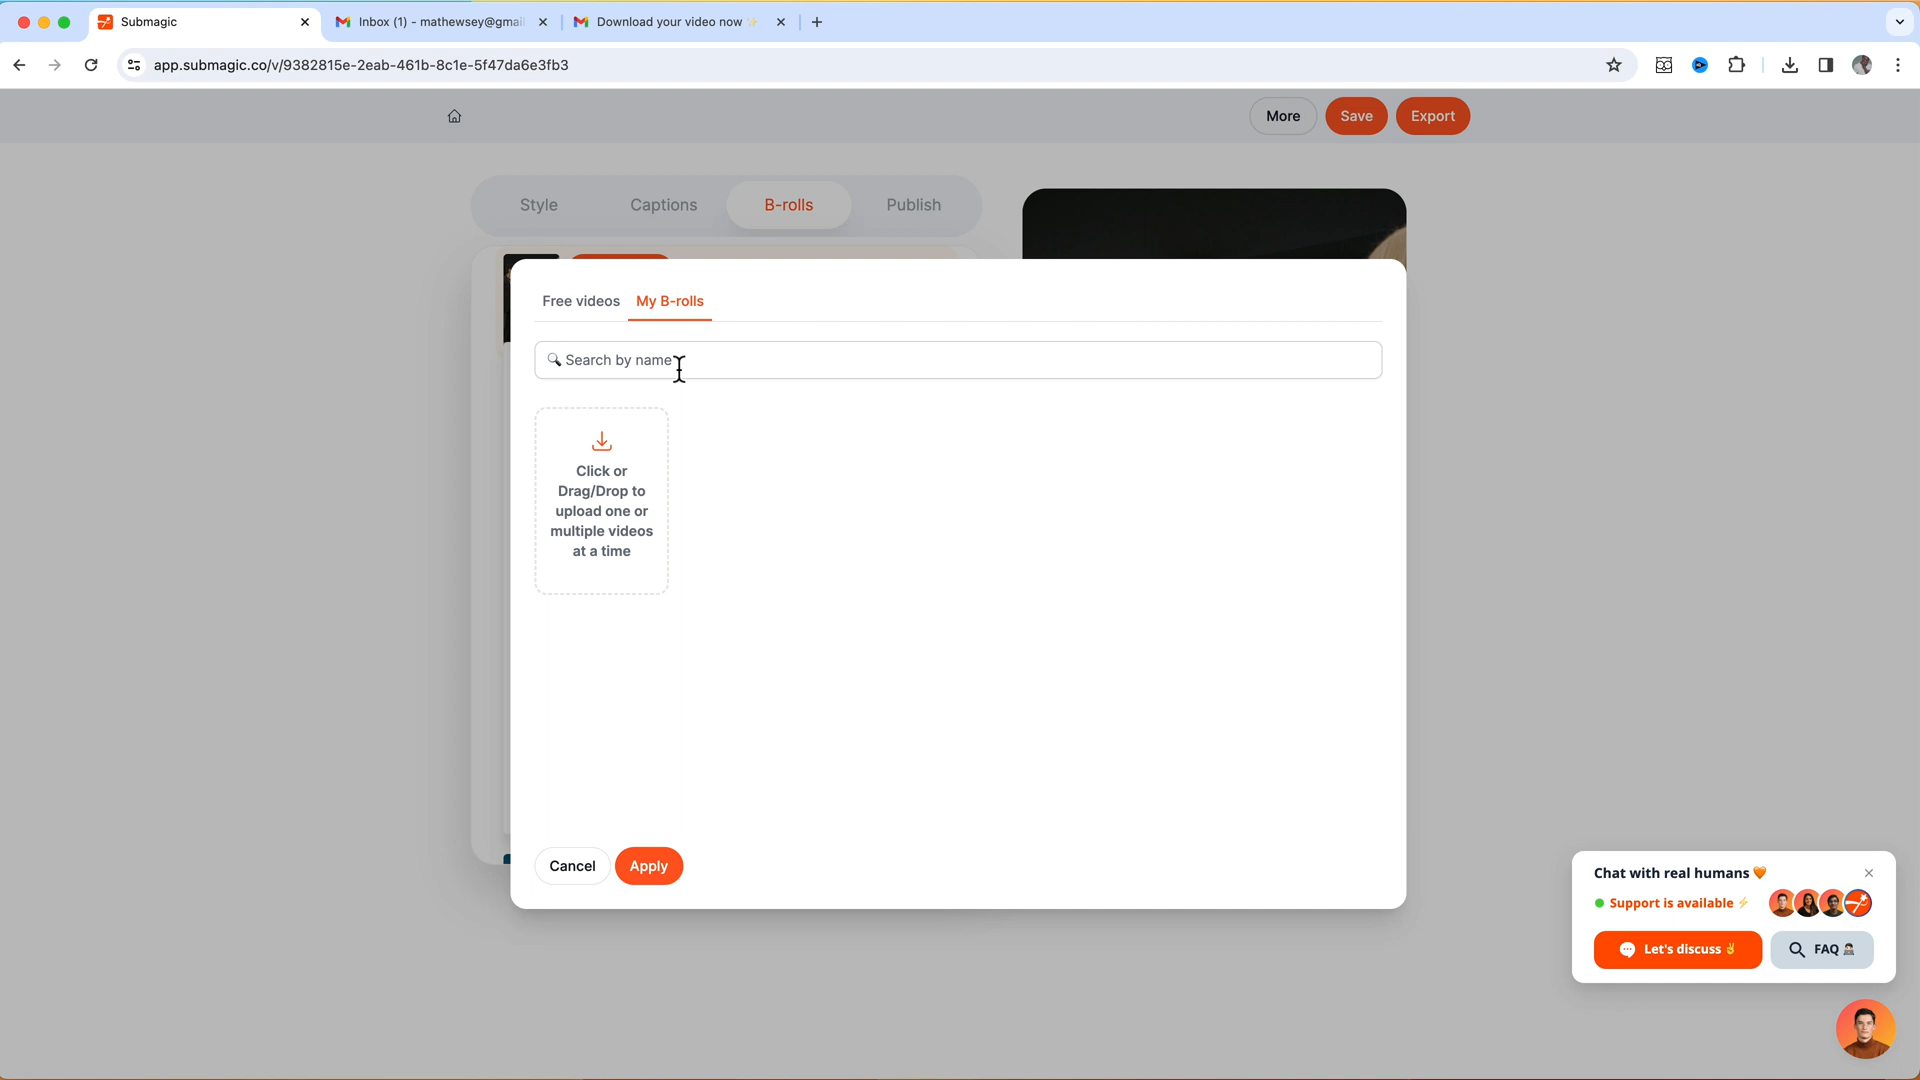 Submagic
Inbox (1) - mathewsey@gmai
Download your video now ✨
app.submagic.co/v/9382815e-2eab-461b-8c1e-5f47da6e3fb3
More
Save
Export
Style
Captions
B-rolls
Publish
Free videos
My B-rolls
🔍 Search by name
Click or
Drag/Drop to
upload one or
multiple videos
at a time
Cancel
Apply
Chat with real humans 🧡
Support is available ⚡
Let's discuss ✌
FAQ 🕵